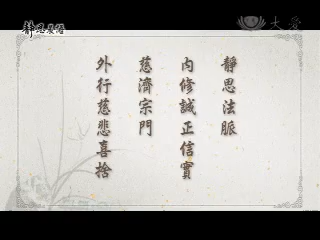 靜思晨語
大愛
靜思法脈
內修誠正信實
慈濟宗門
外行慈悲喜捨